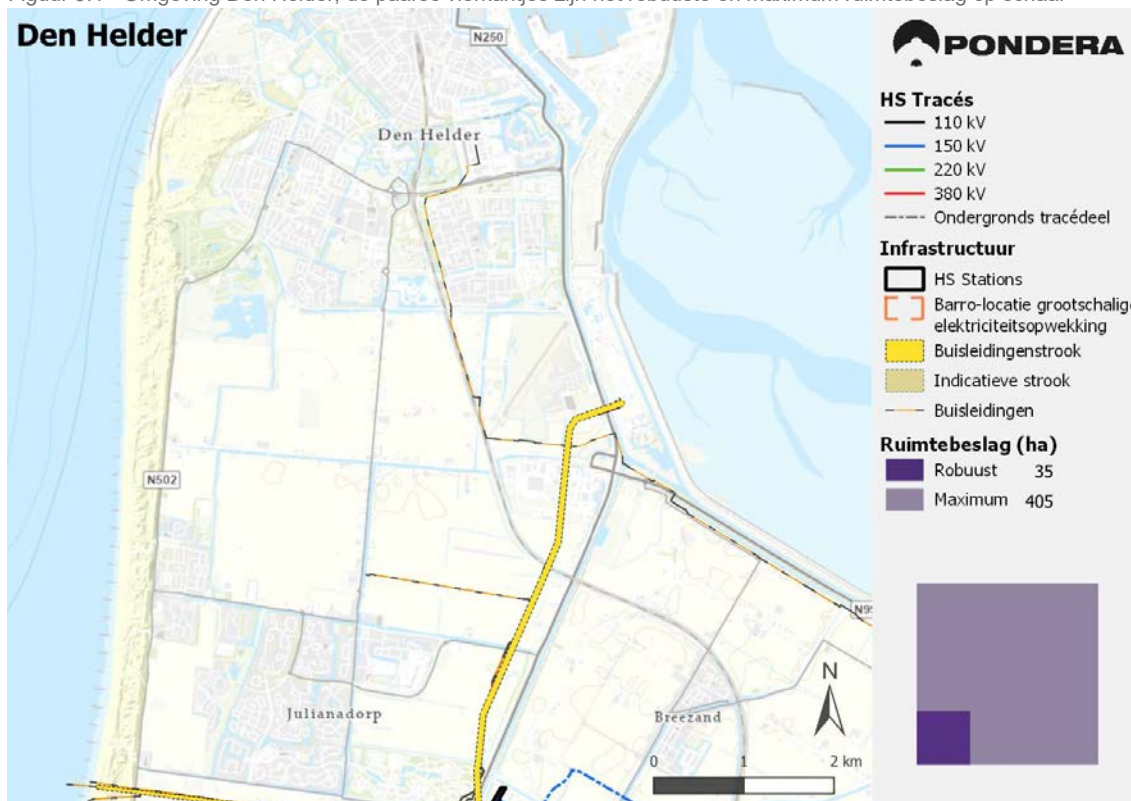 Den Helder
N250
Den Helder
N502
Julianadorp
Breezand
N
0 1 2 km
PONDERA
HS Tracés
110 kV
150 kV
220 kV
380 kV
Ondergronds tracédeel
Infrastructuur
HS Stations
Barro-locatie grootschalige
elektriciteitsopwekking
Buisleidingenstrook
Indicatieve strook
Buisleidingen
Ruimtebeslag (ha)
Robuust 35
Maximum 405